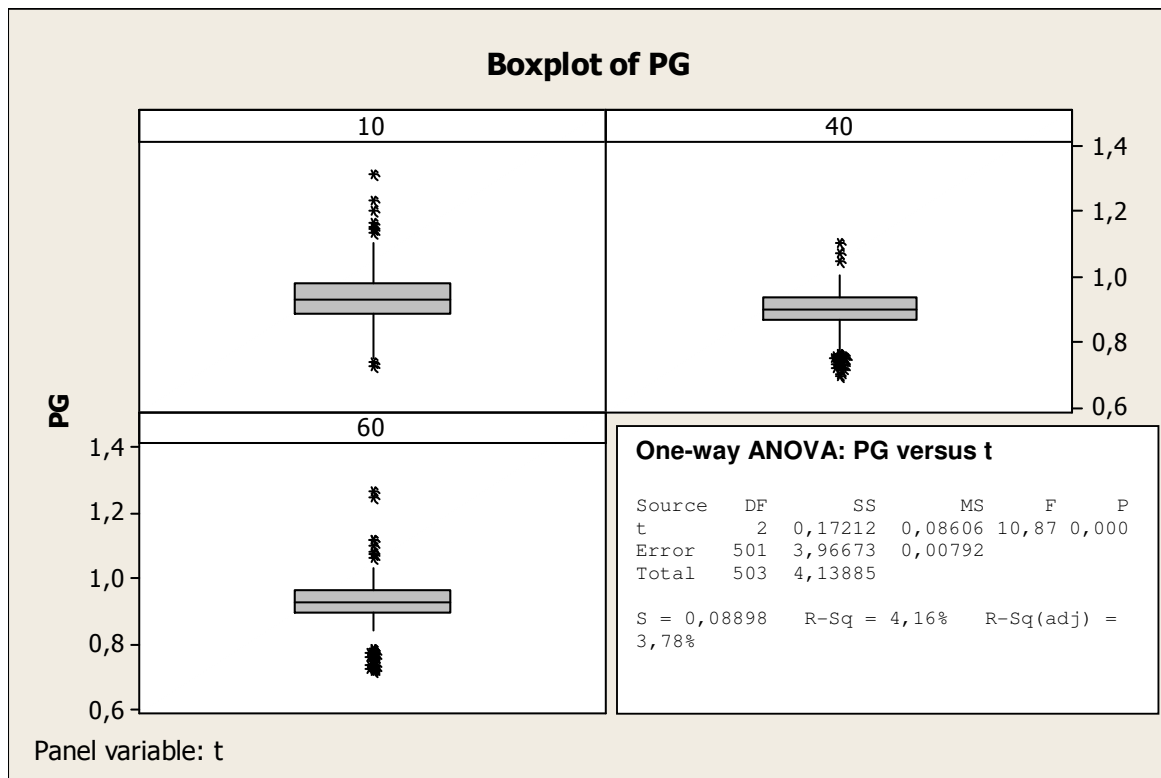 Boxplot of PG
10
40
1,4
1,2
1,0
0,8
0,6
PG
60
1,4
1,2
1,0
0,8
0,6
One-way ANOVA: PG versus t
Source DF SS MS F P
t 2 0,17212 0,08606 10,87 0,000
Error 501 3,96673 0,00792
Total 503 4,13885
S = 0,08898 R-Sq = 4,16% R-Sq(adj) =
3,78%
Panel variable: t